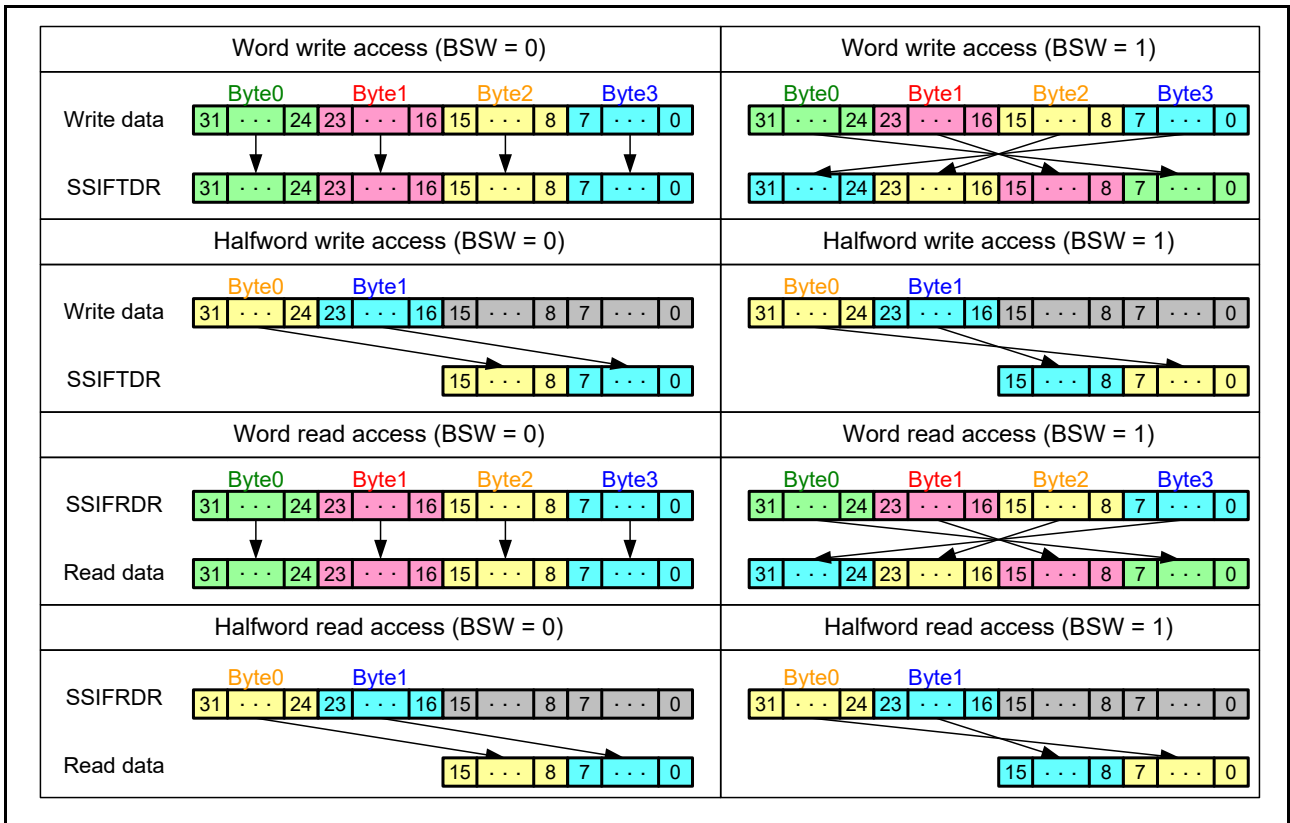 Word write access (BSW = 0) Word write access (BSW = 1)
Byte0 Byte1 Byte2 Byte3 Byte0 Byte1 Byte2 Byte3
Write data 31 ··· 24 23 ··· 16 15 ··· 8 7 ··· 0 31 ··· 24 23 ··· 16 15 ··· 8 7 ··· 0
SSIFTDR 31 ··· 24 23 ··· 16 15 ··· 8 7 ··· 0 31 ··· 24 23 ··· 16 15 ··· 8 7 ··· 0
Halfword write access (BSW = 0) Halfword write access (BSW = 1)
Byte0 Byte1 Byte0 Byte1
Write data 31 ··· 24 23 ··· 16 15 ··· 8 7 ··· 0 31 ··· 24 23 ··· 16 15 ··· 8 7 ··· 0
SSIFTDR 15 ··· 8 7 ··· 0 15 ··· 8 7 ··· 0
Word read access (BSW = 0) Word read access (BSW = 1)
Byte0 Byte1 Byte2 Byte3 Byte0 Byte1 Byte2 Byte3
SSIFRDR 31 ··· 24 23 ··· 16 15 ··· 8 7 ··· 0 31 ··· 24 23 ··· 16 15 ··· 8 7 ··· 0
Read data 31 ··· 24 23 ··· 16 15 ··· 8 7 ··· 0 31 ··· 24 23 ··· 16 15 ··· 8 7 ··· 0
Halfword read access (BSW = 0) Halfword read access (BSW = 1)
Byte0 Byte1 Byte0 Byte1
SSIFRDR 31 ··· 24 23 ··· 16 15 ··· 8 7 ··· 0 31 ··· 24 23 ··· 16 15 ··· 8 7 ··· 0
Read data 15 ··· 8 7 ··· 0 15 ··· 8 7 ··· 0